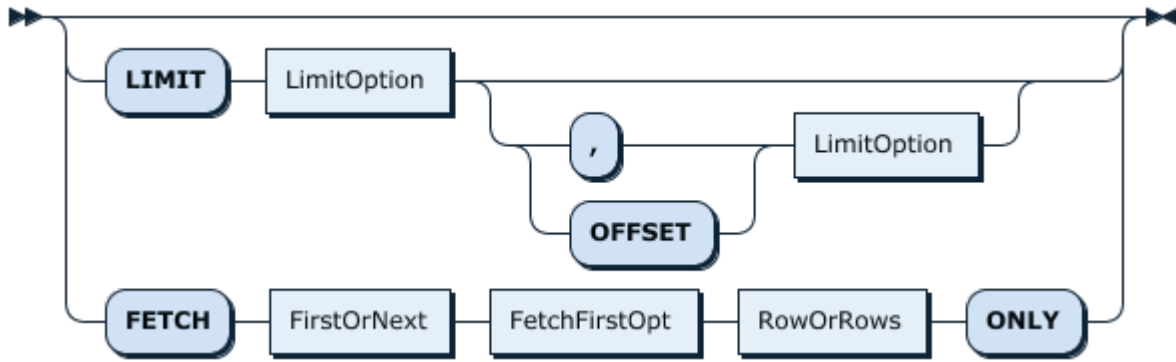 LIMIT LimitOption
, LimitOption
OFFSET
FETCH FirstOrNext FetchFirstOpt RowOrRows ONLY